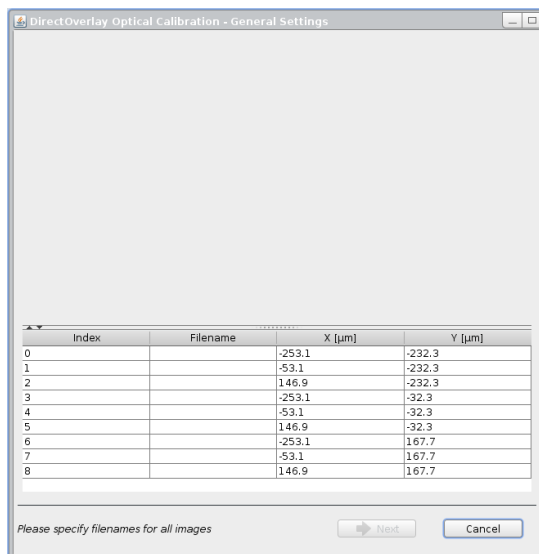 DirectOverlay Optical Calibration - General Settings
Index Filename X [µm] Y [µm]
0 -253.1 -232.3
1 -53.1 -232.3
2 146.9 -232.3
3 -253.1 -32.3
4 -53.1 -32.3
5 146.9 -32.3
6 -253.1 167.7
7 -53.1 167.7
8 146.9 167.7
Please specify filenames for all images Next Cancel